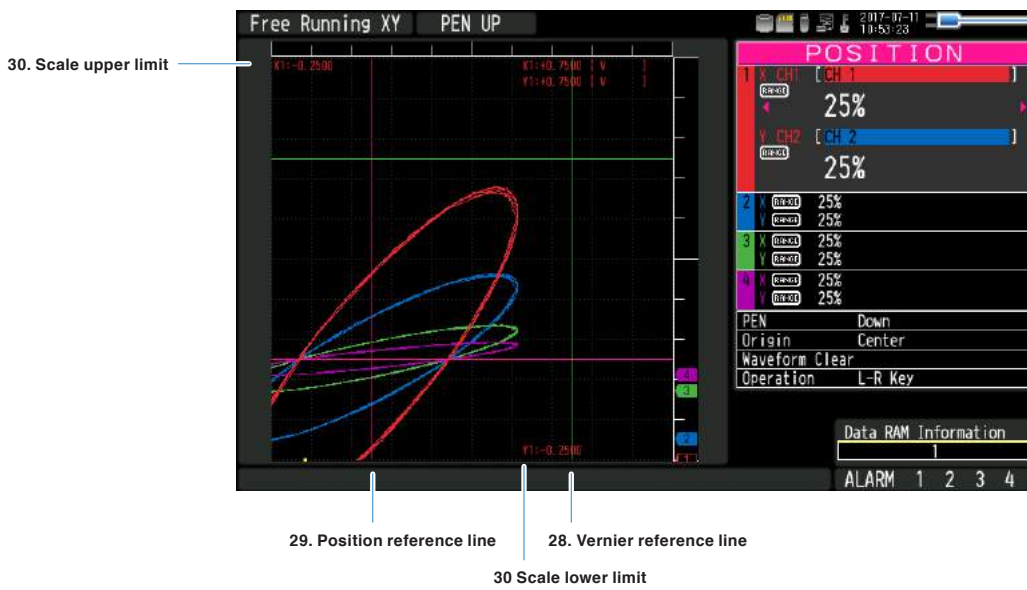 Free Running XY PEN UP
2017-07-11
10:53:23
30. Scale upper limit
X1:-0.2500
X1:+0.7500 [ V ]
Y1:+0.7500 [ V ]
Y1:-0.2500
4
3
2
1
POSITION
1 X CH1 [CH 1 ]
RANGE
25%
Y CH2 [CH 2 ]
RANGE
25%
2 X RANGE 25%
Y RANGE 25%
3 X RANGE 25%
Y RANGE 25%
4 X RANGE 25%
Y RANGE 25%
PEN Down
Origin Center
Waveform Clear
Operation L-R Key
Data RAM Information
1
ALARM 1 2 3 4
29. Position reference line
28. Vernier reference line
30 Scale lower limit